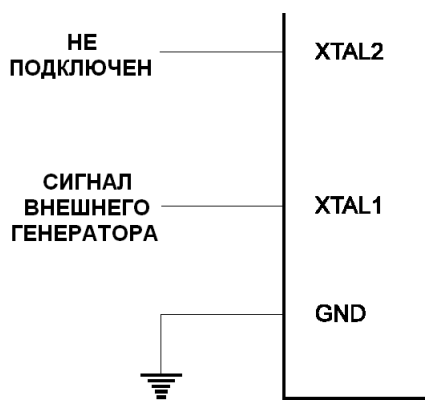 НЕ
ПОДКЛЮЧЕН
XTAL2
СИГНАЛ
ВНЕШНЕГО
ГЕНЕРАТОРА
XTAL1
GND